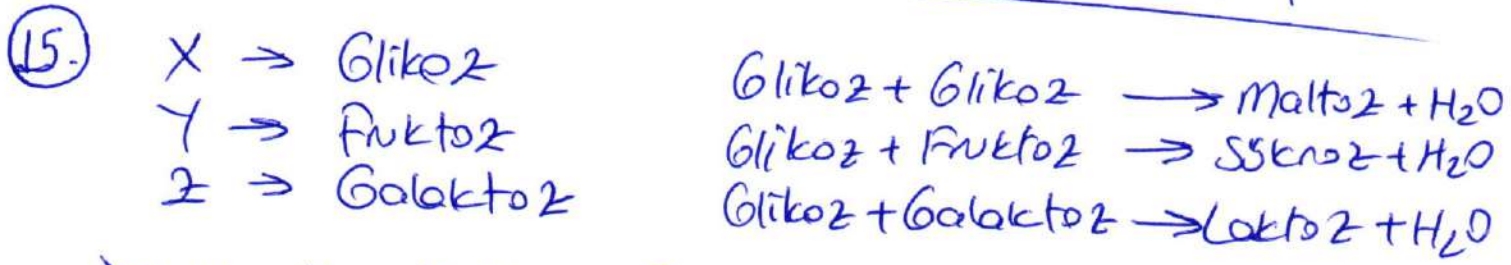 15. X → Glikoz
Y → Fruktoz
Z → Galaktoz
Glikoz + Glikoz → Maltoz + H₂O
Glikoz + Fruktoz → Sükroz + H₂O
Glikoz + Galaktoz → Laktoz + H₂O